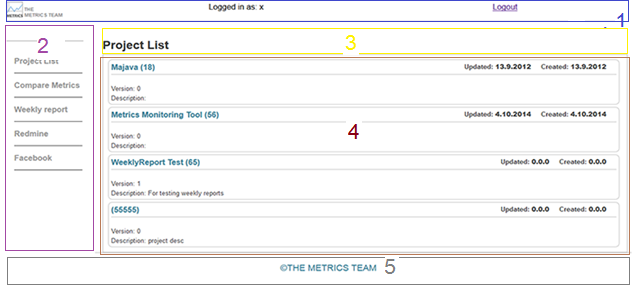 METRICS
THE
METRICS TEAM
Logged in as: x
Logout
1
2
Project List
Compare Metrics
Weekly report
Redmine
Facebook
Project List
3
Majava (18)
Updated: 13.9.2012 Created: 13.9.2012
Version: 0
Description:
Metrics Monitoring Tool (56)
Updated: 4.10.2014 Created: 4.10.2014
Version: 0
Description:
4
WeeklyReport Test (65)
Updated: 0.0.0 Created: 0.0.0
Version: 1
Description: For testing weekly reports
(55555)
Updated: 0.0.0 Created: 0.0.0
Version: 0
Description: project desc
©THE METRICS TEAM
5